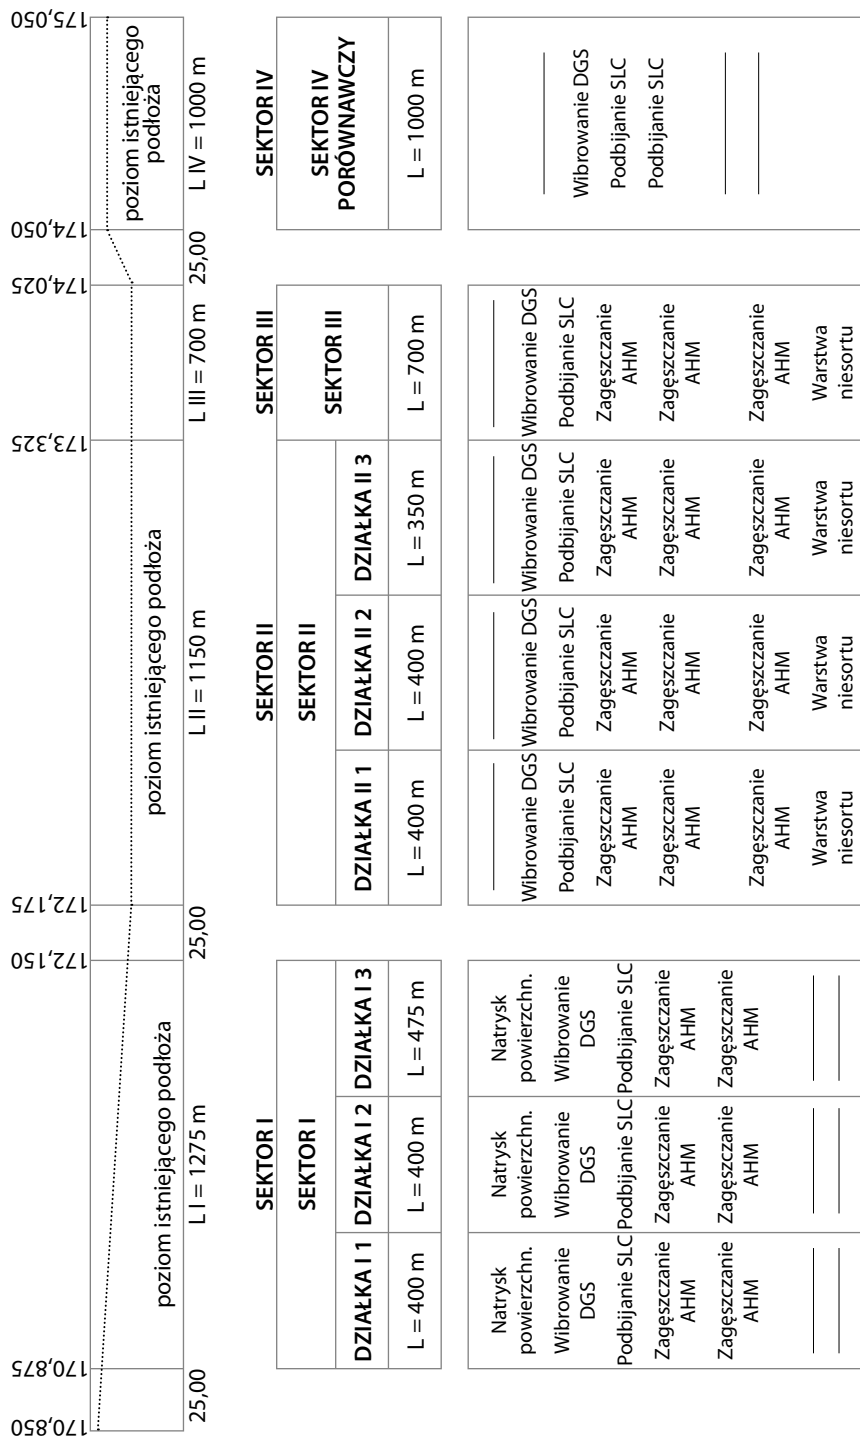 170,850
170,875
172,150
172,175
173,325
174,025
174,050
175,050
poziom istniejącego podłoża
poziom istniejącego podłoża
poziom istniejącego
podłoża
25,00
L I = 1275 m
25,00
L II = 1150 m
L III = 700 m
25,00
L IV = 1000 m
SEKTOR I
SEKTOR II
SEKTOR III
SEKTOR IV
SEKTOR I
SEKTOR II
SEKTOR III
SEKTOR IV
PORÓWNAWCZY
DZIAŁKA I 1
DZIAŁKA I 2
DZIAŁKA I 3
DZIAŁKA II 1
DZIAŁKA II 2
DZIAŁKA II 3
L = 400 m
L = 400 m
L = 475 m
L = 400 m
L = 400 m
L = 350 m
L = 700 m
L = 1000 m
Natrysk
powierzchn.
Wibrowanie
DGS
Podbijanie SLC
Zagęszczanie
AHM
Zagęszczanie
AHM
Natrysk
powierzchn.
Wibrowanie
DGS
Podbijanie SLC
Zagęszczanie
AHM
Zagęszczanie
AHM
Natrysk
powierzchn.
Wibrowanie
DGS
Podbijanie SLC
Zagęszczanie
AHM
Zagęszczanie
AHM
Wibrowanie DGS
Podbijanie SLC
Zagęszczanie
AHM
Zagęszczanie
AHM
Zagęszczanie
AHM
Warstwa
niesortu
Wibrowanie DGS
Podbijanie SLC
Zagęszczanie
AHM
Zagęszczanie
AHM
Zagęszczanie
AHM
Warstwa
niesortu
Wibrowanie DGS
Podbijanie SLC
Zagęszczanie
AHM
Zagęszczanie
AHM
Zagęszczanie
AHM
Warstwa
niesortu
Wibrowanie DGS
Podbijanie SLC
Zagęszczanie
AHM
Zagęszczanie
AHM
Zagęszczanie
AHM
Warstwa
niesortu
Wibrowanie DGS
Podbijanie SLC
Podbijanie SLC